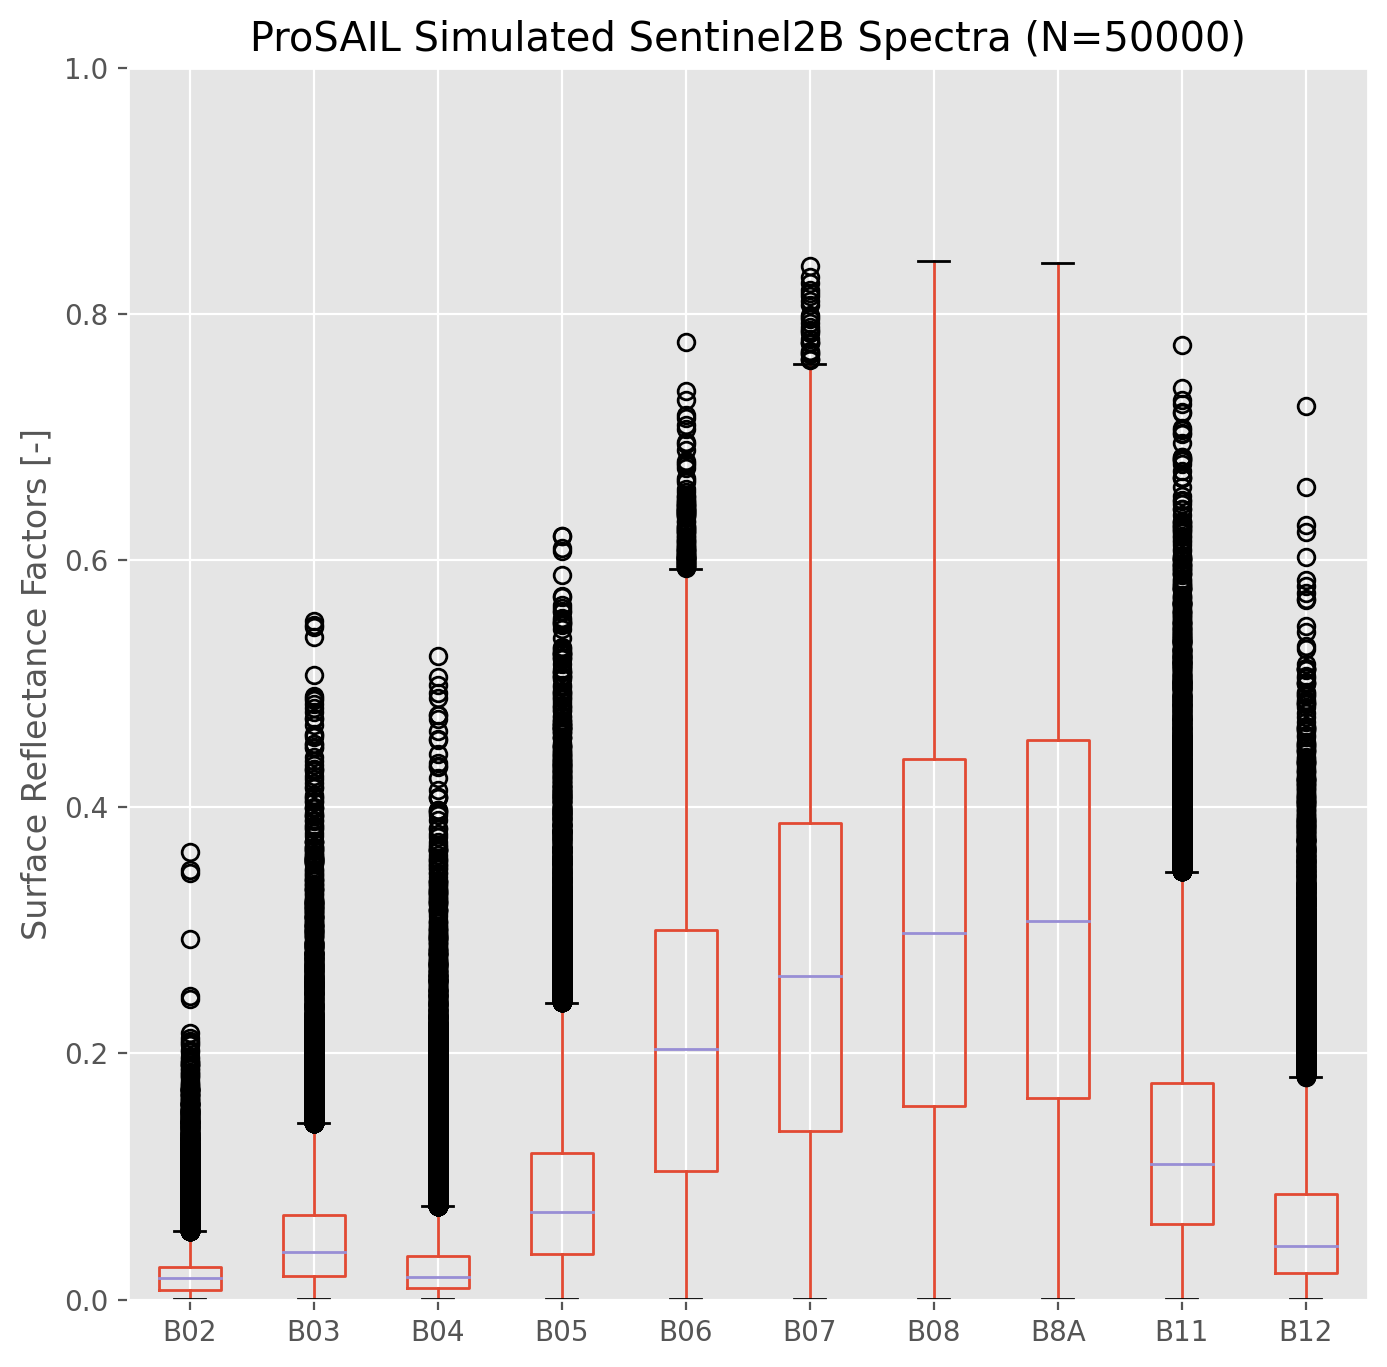 ProSAIL Simulated Sentinel2B Spectra (N=50000)
Surface Reflectance Factors [-]
1.0
0.8
0.6
0.4
0.2
0.0
B02 B03 B04 B05 B06 B07 B08 B8A B11 B12